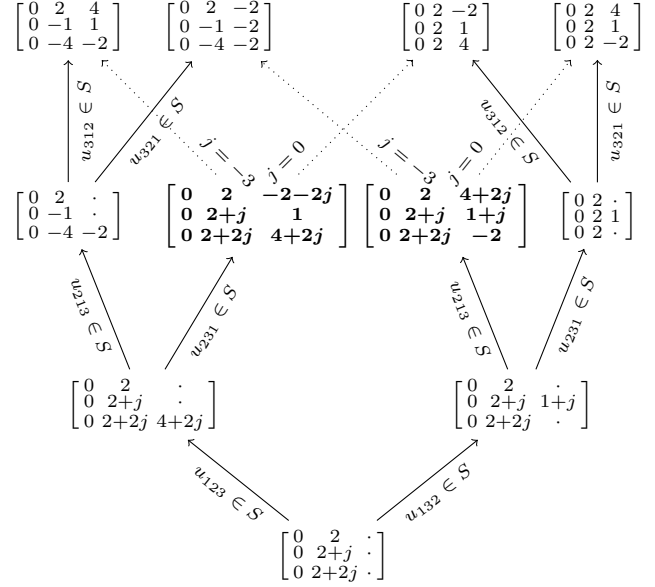 0 2 4 0 2 −2 0 2 −2 0 2 4
0 −1 1 0 −1 −2 0 2 1 0 2 1
0 −4 −2 0 −4 −2 0 2 4 0 2 −2
u₃₁₂ ∈ S u₃₂₁ ∈ S j = −3 j = 0 j = −3 j = 0 u₃₁₂ ∈ S u₃₂₁ ∈ S
0 2 · 0 2 −2−2j 0 2 4+2j 0 2 ·
0 −1 · 0 2+j 1 0 2+j 1+j 0 2 1
0 −4 −2 0 2+2j 4+2j 0 2+2j −2 0 2 ·
u₂₁₃ ∈ S u₂₃₁ ∈ S u₂₁₃ ∈ S u₂₃₁ ∈ S
0 2 · 0 2 ·
0 2+j · 0 2+j 1+j
0 2+2j 4+2j 0 2+2j ·
u₁₂₃ ∈ S u₁₃₂ ∈ S
0 2 ·
0 2+j ·
0 2+2j ·